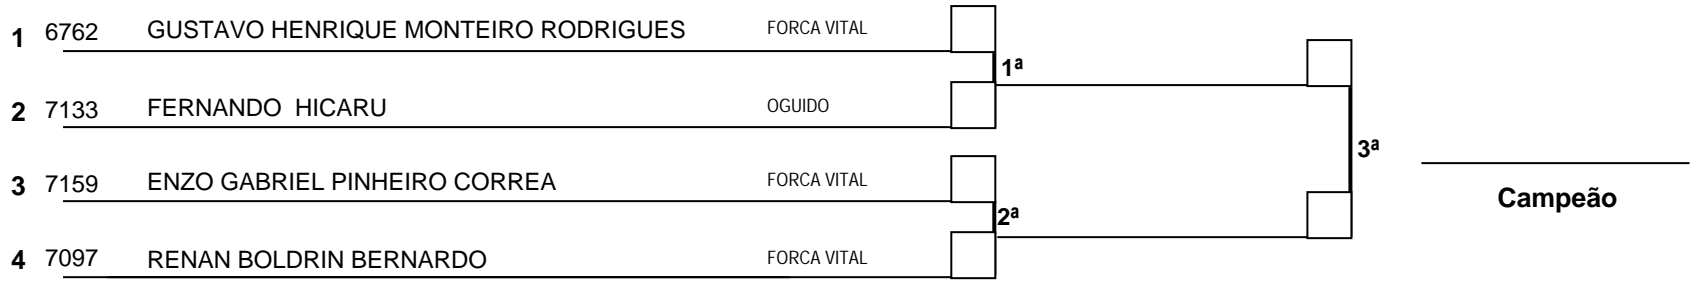 1 6762 GUSTAVO HENRIQUE MONTEIRO RODRIGUES FORCA VITAL
1ª
2 7133 FERNANDO HICARU OGUIDO
3ª
3 7159 ENZO GABRIEL PINHEIRO CORREA FORCA VITAL
Campeão
2ª
4 7097 RENAN BOLDRIN BERNARDO FORCA VITAL